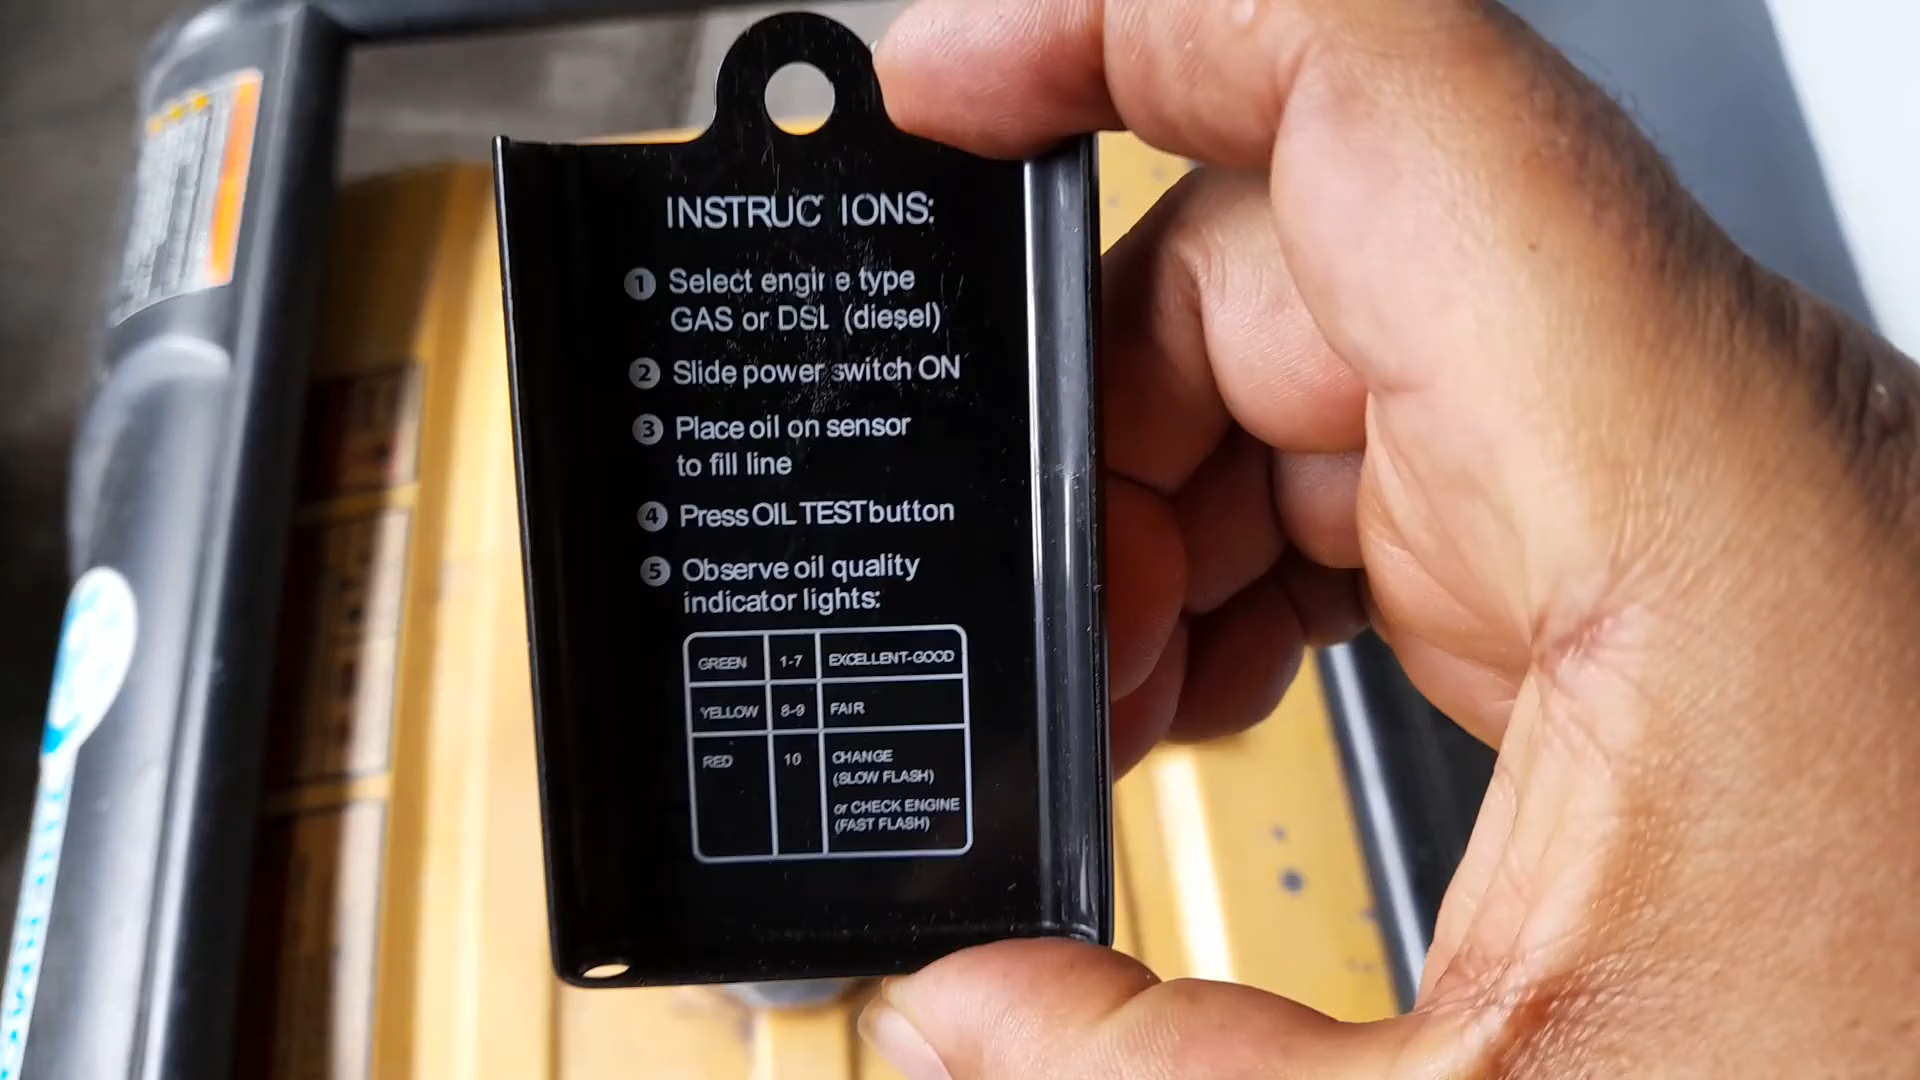 INSTRUC IONS:
1 Select engine type
GAS or DSL (diesel)
2 Slide power switch ON
3 Place oil on sensor
to fill line
4 Press OIL TEST button
5 Observe oil quality
indicator lights:
GREEN 1-7 EXCELLENT-GOOD
YELLOW 8-9 FAIR
RED 10 CHANGE
(SLOW FLASH)
or CHECK ENGINE
(FAST FLASH)